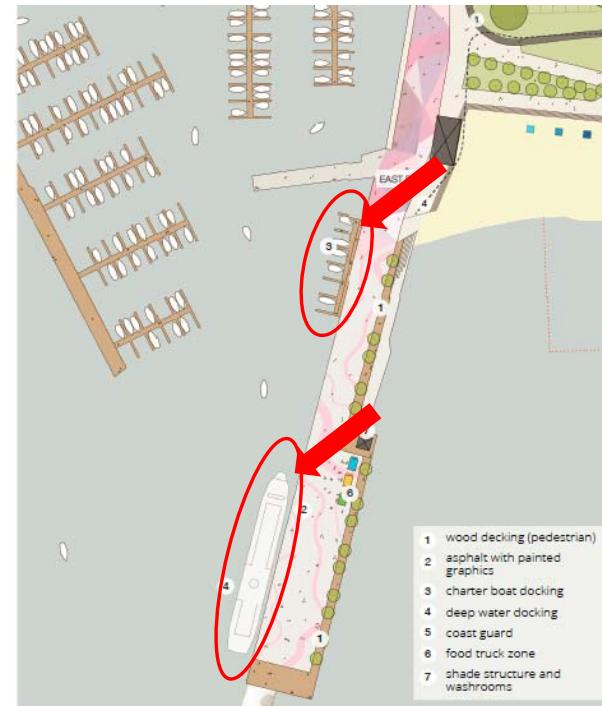 1
EAST
4
3
1
6
2
4
1
1 wood decking (pedestrian)
2 asphalt with painted
graphics
3 charter boat docking
4 deep water docking
5 coast guard
6 food truck zone
7 shade structure and
washrooms